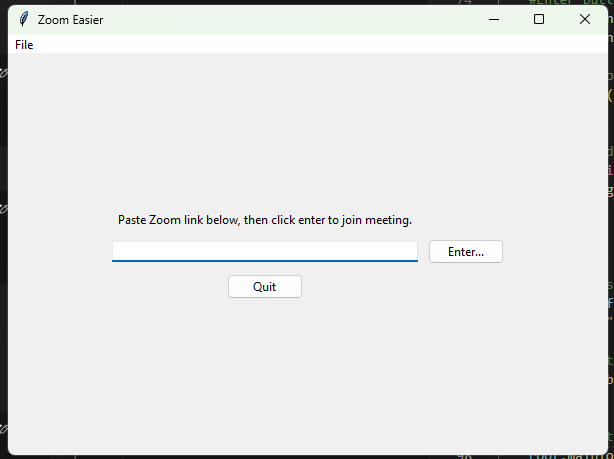 Zoom Easier
File
Paste Zoom link below, then click enter to join meeting.
Enter...
Quit